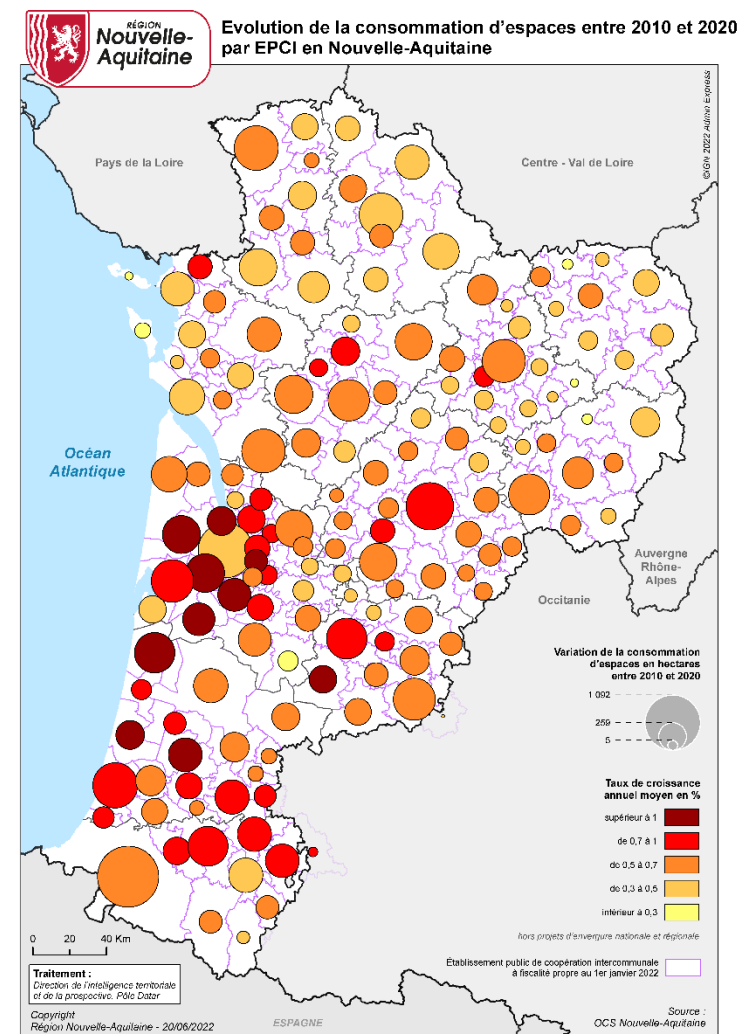 RÉGION
Nouvelle-
Aquitaine
Evolution de la consommation d'espaces entre 2010 et 2020
par EPCI en Nouvelle-Aquitaine
©IGN 2022 Admin Express
Pays de la Loire
Centre - Val de Loire
Océan
Atlantique
Auvergne
Rhône-
Alpes
Occitanie
Variation de la consommation
d'espaces en hectares
entre 2010 et 2020
1 092
259
5
Taux de croissance
annuel moyen en %
supérieur à 1
de 0,7 à 1
de 0,5 à 0,7
de 0,3 à 0,5
inférieur à 0,3
hors projets d'envergure nationale et régionale
Établissement public de coopération intercommunale
à fiscalité propre au 1er janvier 2022
0 20 40 Km
Traitement :
Direction de l'intelligence territoriale
et de la prospective. Pôle Datar
Copyright
Région Nouvelle-Aquitaine - 20/06/2022
ESPAGNE
Source :
OCS Nouvelle-Aquitaine